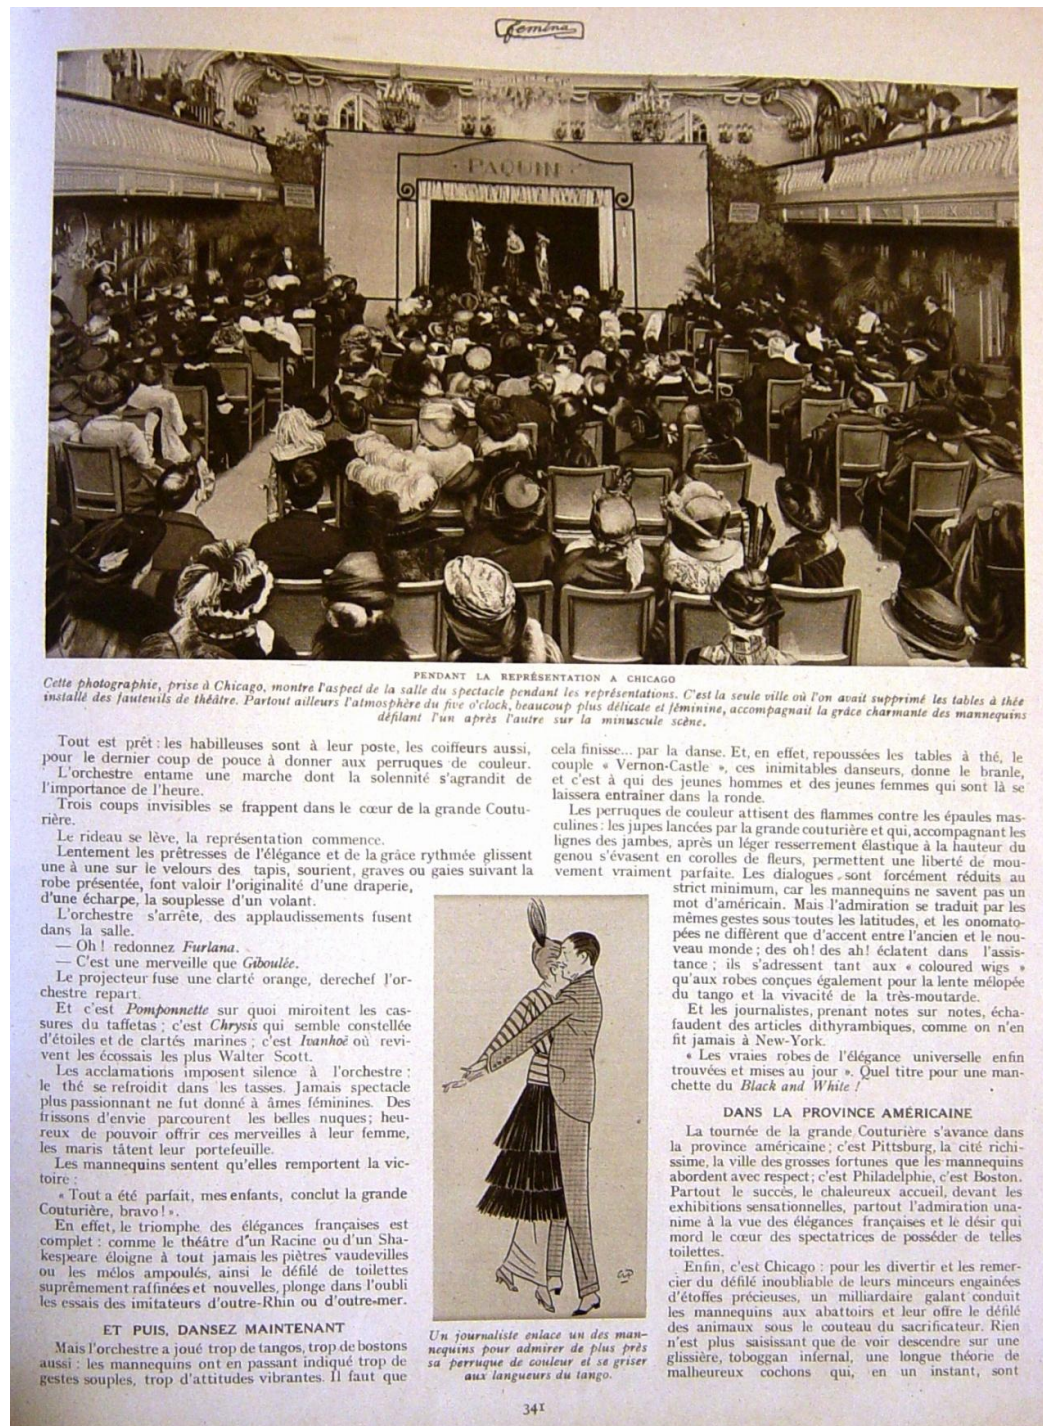 femina
PAQUIN
PENDANT LA REPRÉSENTATION A CHICAGO
Cette photographie, prise à Chicago, montre l'aspect de la salle du spectacle pendant les représentations. C'est la seule ville où l'on avait supprimé les tables à thé et
installé des fauteuils de théâtre. Partout ailleurs l'atmosphère du five o'clock, beaucoup plus délicate et féminine, accompagnait la grâce charmante des mannequins
défilant l'un après l'autre sur la minuscule scène.
Tout est prêt : les habilleuses sont à leur poste, les coiffeurs aussi,
pour le dernier coup de pouce à donner aux perruques de couleur.
L'orchestre entame une marche dont la solennité s'agrandit de
l'importance de l'heure.
Trois coups invisibles se frappent dans le cœur de la grande Coutu-
rière.
Le rideau se lève, la représentation commence.
Lentement les prêtresses de l'élégance et de la grâce rythmée glissent
une à une sur le velours des tapis, sourient, graves ou gaies suivant la
robe présentée, font valoir l'originalité d'une draperie,
d'une écharpe, la souplesse d'un volant.
L'orchestre s'arrête, des applaudissements fusent
dans la salle.
— Oh ! redonnez Furlana.
— C'est une merveille que Giboulée.
Le projecteur fuse une clarté orange, derechef l'or-
chestre repart.
Et c'est Pomponnette sur quoi miroitent les cas-
sures du taffetas ; c'est Chrysis qui semble constellée
d'étoiles et de clartés marines ; c'est Ivanhoë où revi-
vent les écossais les plus Walter Scott.
Les acclamations imposent silence à l'orchestre ;
le thé se refroidit dans les tasses. Jamais spectacle
plus passionnant ne fut donné à âmes féminines. Des
frissons d'envie parcourent les belles nuques ; heu-
reux de pouvoir offrir ces merveilles à leur femme,
les maris tâtent leur portefeuille.
Les mannequins sentent qu'elles remportent la vic-
toire :
« Tout a été parfait, mes enfants, conclut la grande
Couturière, bravo ! ».
En effet, le triomphe des élégances françaises est
complet : comme le théâtre d'un Racine ou d'un Sha-
kespeare éloigne à tout jamais les piètres vaudevilles
ou les mélos ampoulés, ainsi le défilé de toilettes
suprêmement raffinées et nouvelles, plonge dans l'oubli
les essais des imitateurs d'outre-Rhin ou d'outre-mer.
ET PUIS, DANSEZ MAINTENANT
Mais l'orchestre a joué trop de tangos, trop de bostons
aussi : les mannequins ont en passant indiqué trop de
gestes souples, trop d'attitudes vibrantes. Il faut que
Un journaliste enlace un des man-
nequins pour admirer de plus près
sa perruque de couleur et se griser
aux langueurs du tango.
cela finisse... par la danse. Et, en effet, repoussées les tables à thé, le
couple « Vernon-Castle », ces inimitables danseurs, donne le branle,
et c'est à qui des jeunes hommes et des jeunes femmes qui sont là se
laissera entraîner dans la ronde.
Les perruques de couleur attisent des flammes contre les épaules mas-
culines : les jupes lancées par la grande couturière et qui, accompagnant les
lignes des jambes, après un léger resserrement élastique à la hauteur du
genou s'évasent en corolles de fleurs, permettent une liberté de mou-
vement vraiment parfaite. Les dialogues sont forcément réduits au
strict minimum, car les mannequins ne savent pas un
mot d'américain. Mais l'admiration se traduit par les
mêmes gestes sous toutes les latitudes, et les onomato-
pées ne diffèrent que d'accent entre l'ancien et le nou-
veau monde ; des oh ! des ah ! éclatent dans l'assis-
tance ; ils s'adressent tant aux « coloured wigs »
qu'aux robes conçues également pour la lente mélopée
du tango et la vivacité de la très-moutarde.
Et les journalistes, prenant notes sur notes, écha-
faudent des articles dithyrambiques, comme on n'en
fit jamais à New-York.
« Les vraies robes de l'élégance universelle enfin
trouvées et mises au jour ». Quel titre pour une man-
chette du Black and White !
DANS LA PROVINCE AMÉRICAINE
La tournée de la grande Couturière s'avance dans
la province américaine ; c'est Pittsburg, la cité richi-
ssime, la ville des grosses fortunes que les mannequins
abordent avec respect ; c'est Philadelphie, c'est Boston.
Partout le succès, le chaleureux accueil, devant les
exhibitions sensationnelles, partout l'admiration una-
nime à la vue des élégances françaises et le désir qui
mord le cœur des spectatrices de posséder de telles
toilettes.
Enfin, c'est Chicago : pour les divertir et les remer-
cier du défilé inoubliable de leurs minceurs engainées
d'étoffes précieuses, un milliardaire galant conduit
les mannequins aux abattoirs et leur offre le défilé
des animaux sous le couteau du sacrificateur. Rien
n'est plus saisissant que de voir descendre sur une
glissière, toboggan infernal, une longue théorie de
malheureux cochons qui, en un instant, sont
341